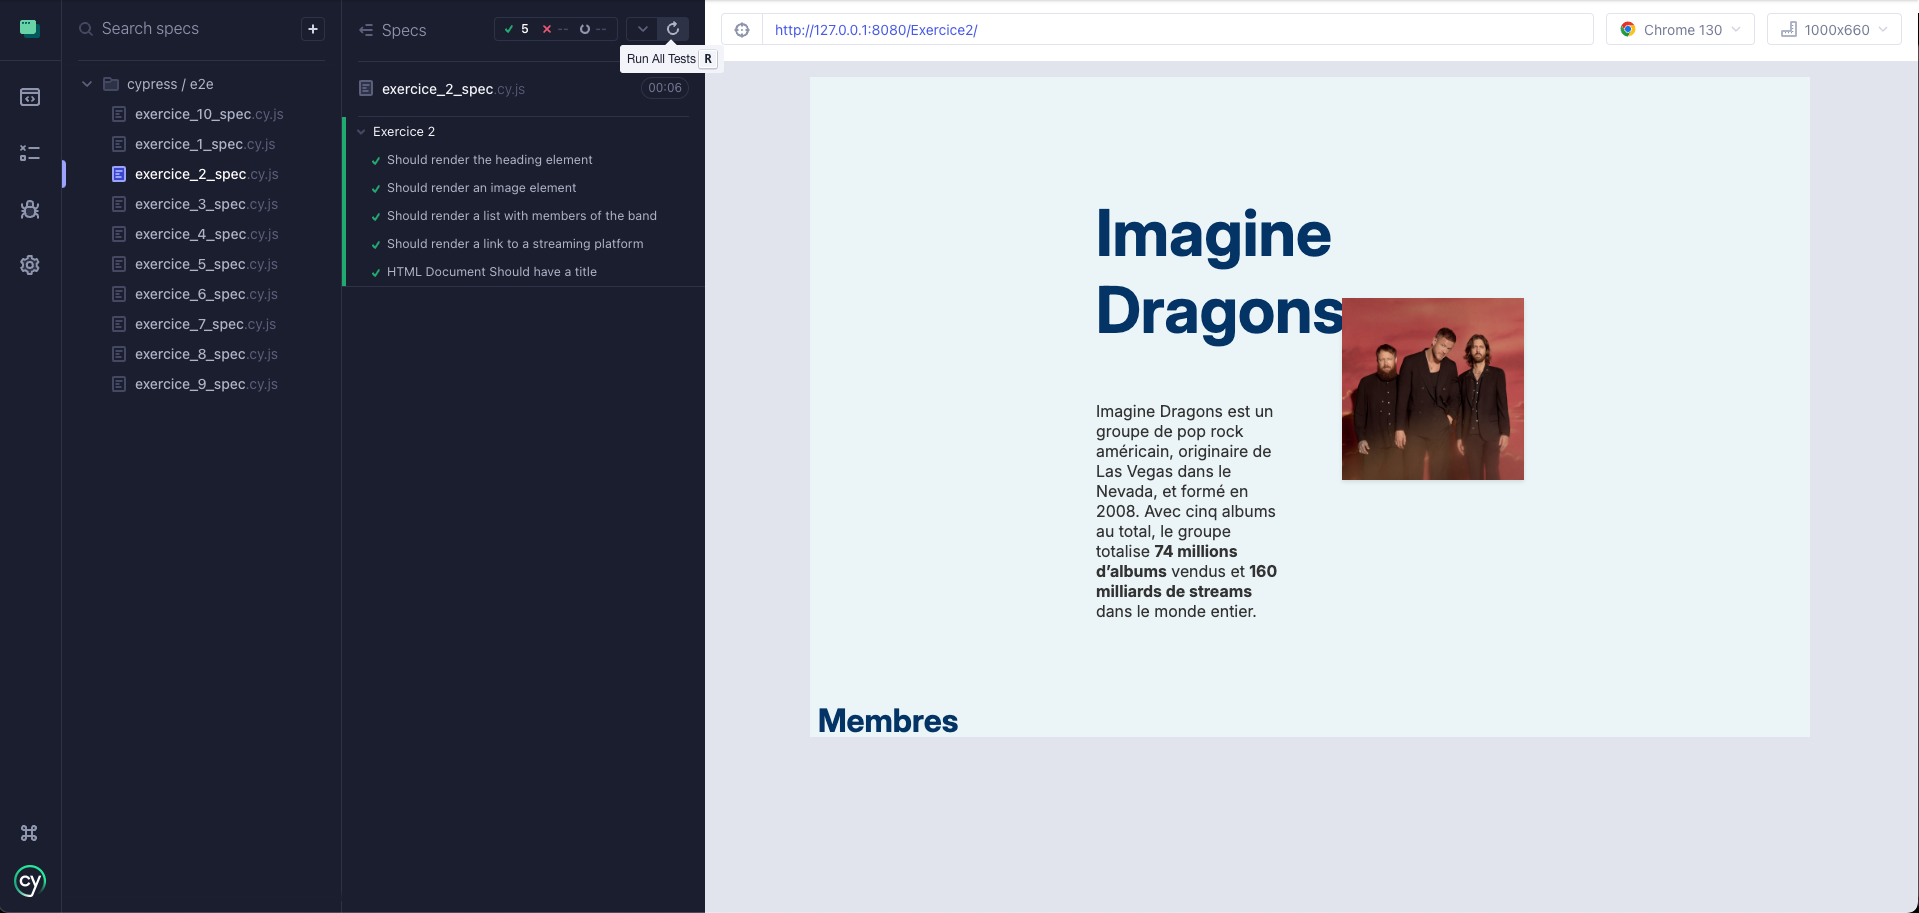 Search specs
+
cypress / e2e
exercice_10_spec.cy.js
exercice_1_spec.cy.js
exercice_2_spec.cy.js
exercice_3_spec.cy.js
exercice_4_spec.cy.js
exercice_5_spec.cy.js
exercice_6_spec.cy.js
exercice_7_spec.cy.js
exercice_8_spec.cy.js
exercice_9_spec.cy.js
cy
Specs
5 -- --
Run All Tests R
exercice_2_spec.cy.js 00:06
Exercice 2
Should render the heading element
Should render an image element
Should render a list with members of the band
Should render a link to a streaming platform
HTML Document Should have a title
http://127.0.0.1:8080/Exercice2/
Chrome 130
1000x660
Imagine
Dragons
Imagine Dragons est un
groupe de pop rock
américain, originaire de
Las Vegas dans le
Nevada, et formé en
2008. Avec cinq albums
au total, le groupe
totalise 74 millions
d’albums vendus et 160
milliards de streams
dans le monde entier.
Membres